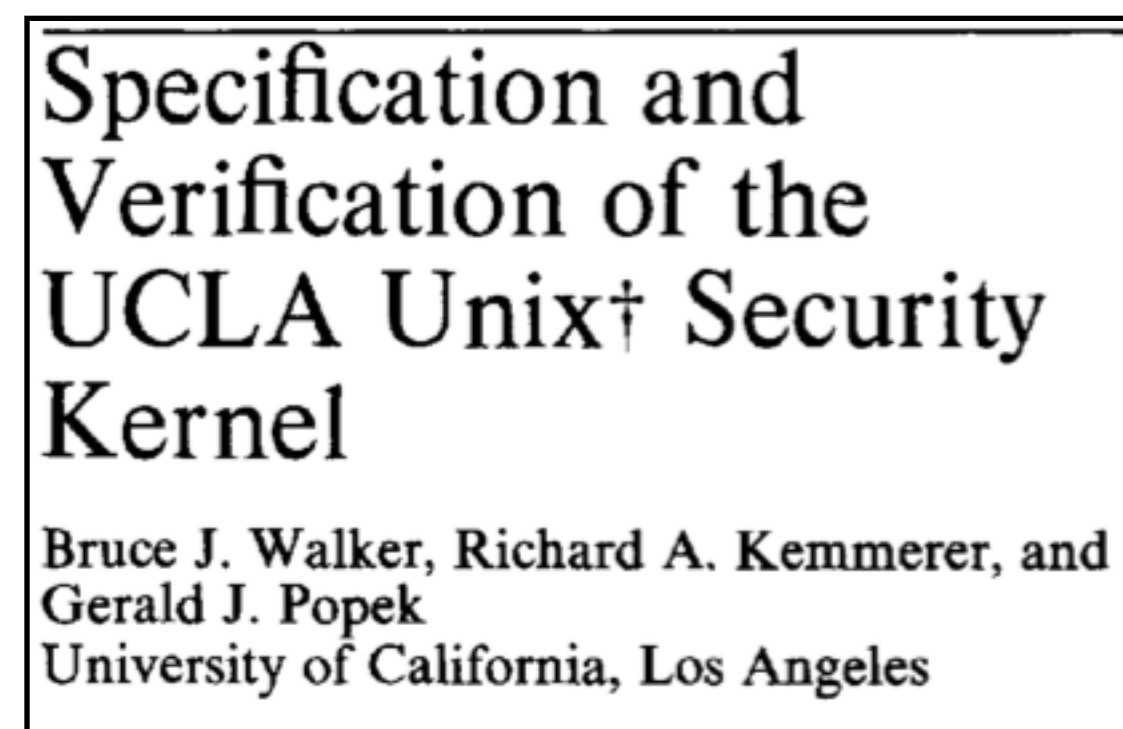 Specification and
Verification of the
UCLA Unix† Security
Kernel
Bruce J. Walker, Richard A. Kemmerer, and
Gerald J. Popek
University of California, Los Angeles